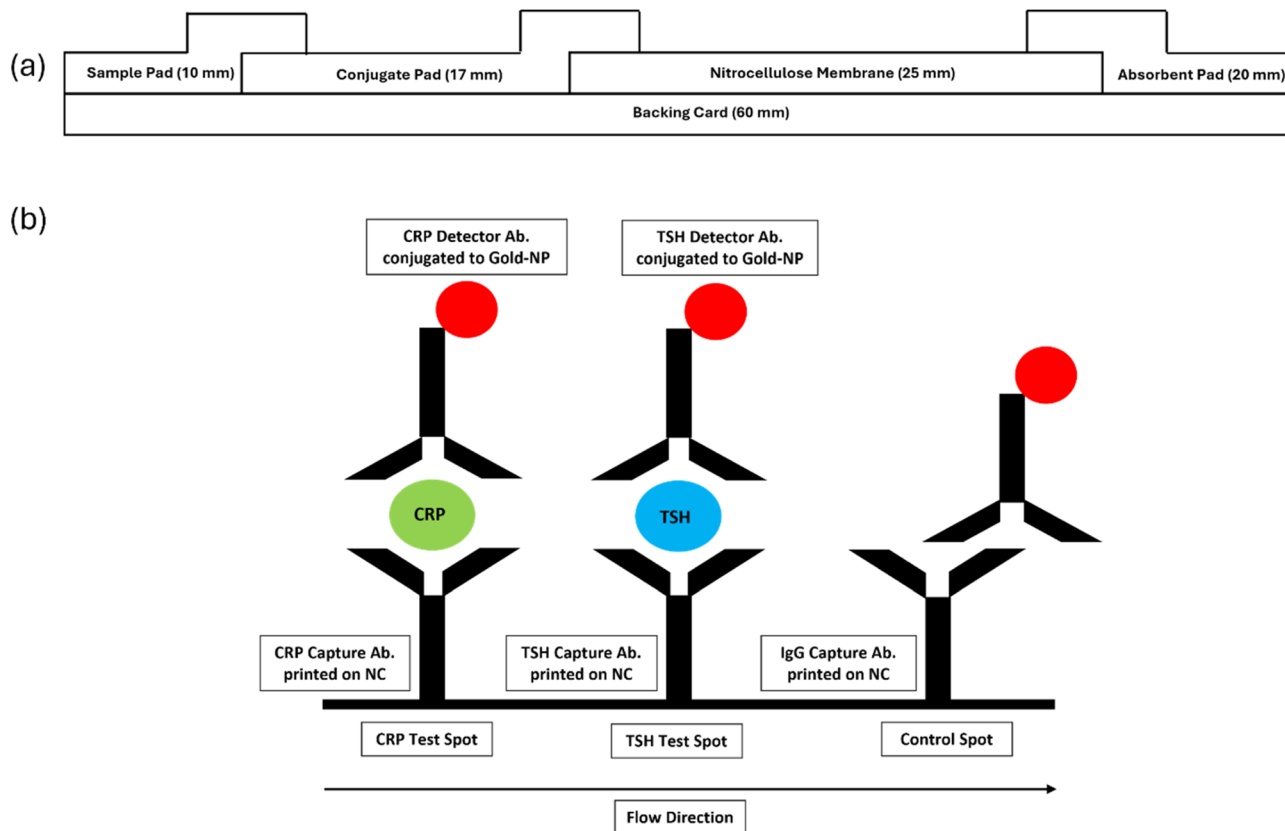 (a)
Sample Pad (10 mm)
Conjugate Pad (17 mm)
Nitrocellulose Membrane (25 mm)
Absorbent Pad (20 mm)
Backing Card (60 mm)
(b)
CRP Detector Ab.
conjugated to Gold-NP
TSH Detector Ab.
conjugated to Gold-NP
CRP
TSH
CRP Capture Ab.
printed on NC
TSH Capture Ab.
printed on NC
IgG Capture Ab.
printed on NC
CRP Test Spot
TSH Test Spot
Control Spot
Flow Direction